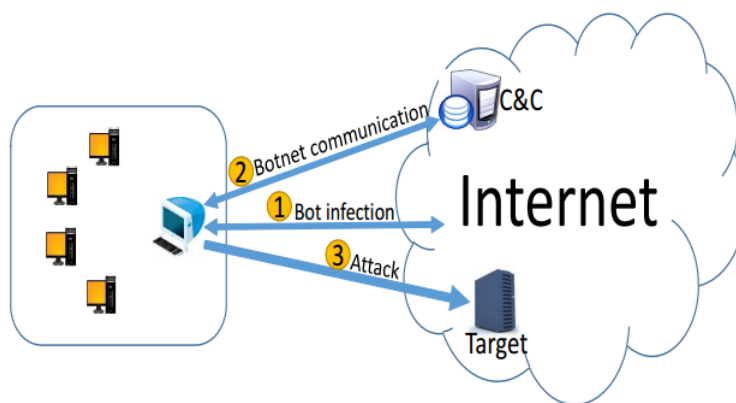 C&C
2 Botnet communication
1 Bot infection
Internet
3 Attack
Target